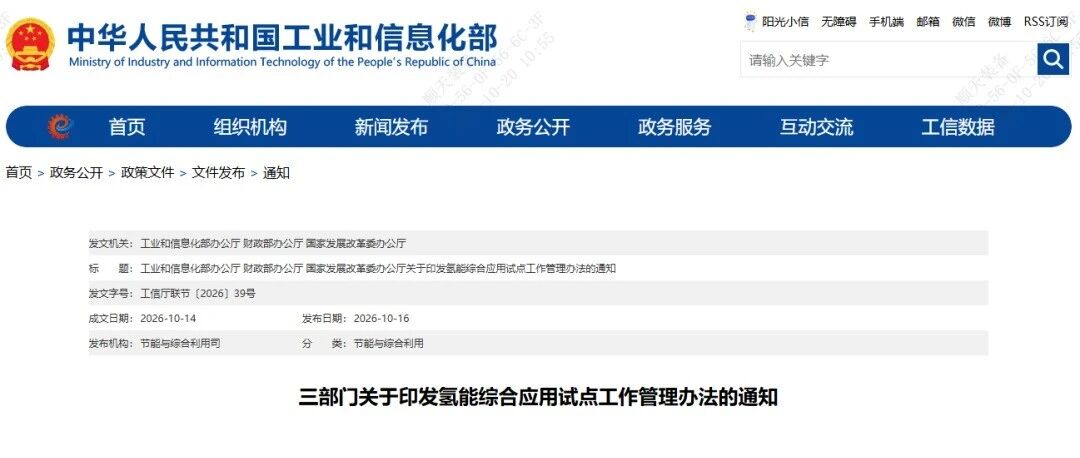 中华人民共和国工业和信息化部
Ministry of Industry and Information Technology of the People's Republic of China
阳光小信 无障碍 手机端 邮箱 微信 微博 RSS订阅
请输入关键字
首页 组织机构 新闻发布 政务公开 政务服务 互动交流 工信数据
首页 > 政务公开 > 政策文件 > 文件发布 > 通知
发文机关: 工业和信息化部办公厅 财政部办公厅 国家发展改革委办公厅
标 题: 工业和信息化部办公厅 财政部办公厅 国家发展改革委办公厅关于印发氢能综合应用试点工作管理办法的通知
发文字号: 工信厅联节〔2026〕39号
成文日期: 2026-10-14 发布日期: 2026-10-16
发布机构: 节能与综合利用司 分 类: 节能与综合利用
三部门关于印发氢能综合应用试点工作管理办法的通知